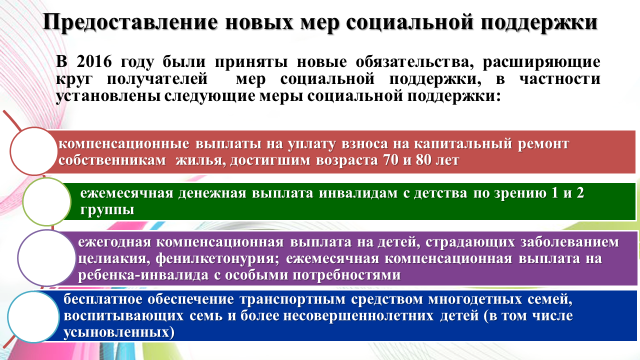 Предоставление новых мер социальной поддержки
В 2016 году были приняты новые обязательства, расширяющие
круг получателей мер социальной поддержки, в частности
установлены следующие меры социальной поддержки:
компенсационные выплаты на уплату взноса на капитальный ремонт
собственникам жилья, достигшим возраста 70 и 80 лет
ежемесячная денежная выплата инвалидам с детства по зрению 1 и 2
группы
ежегодная компенсационная выплата на детей, страдающих заболеванием
целиакия, фенилкетонурия; ежемесячная компенсационная выплата на
ребенка-инвалида с особыми потребностями
бесплатное обеспечение транспортным средством многодетных семей,
воспитывающих семь и более несовершеннолетних детей (в том числе
усыновленных)